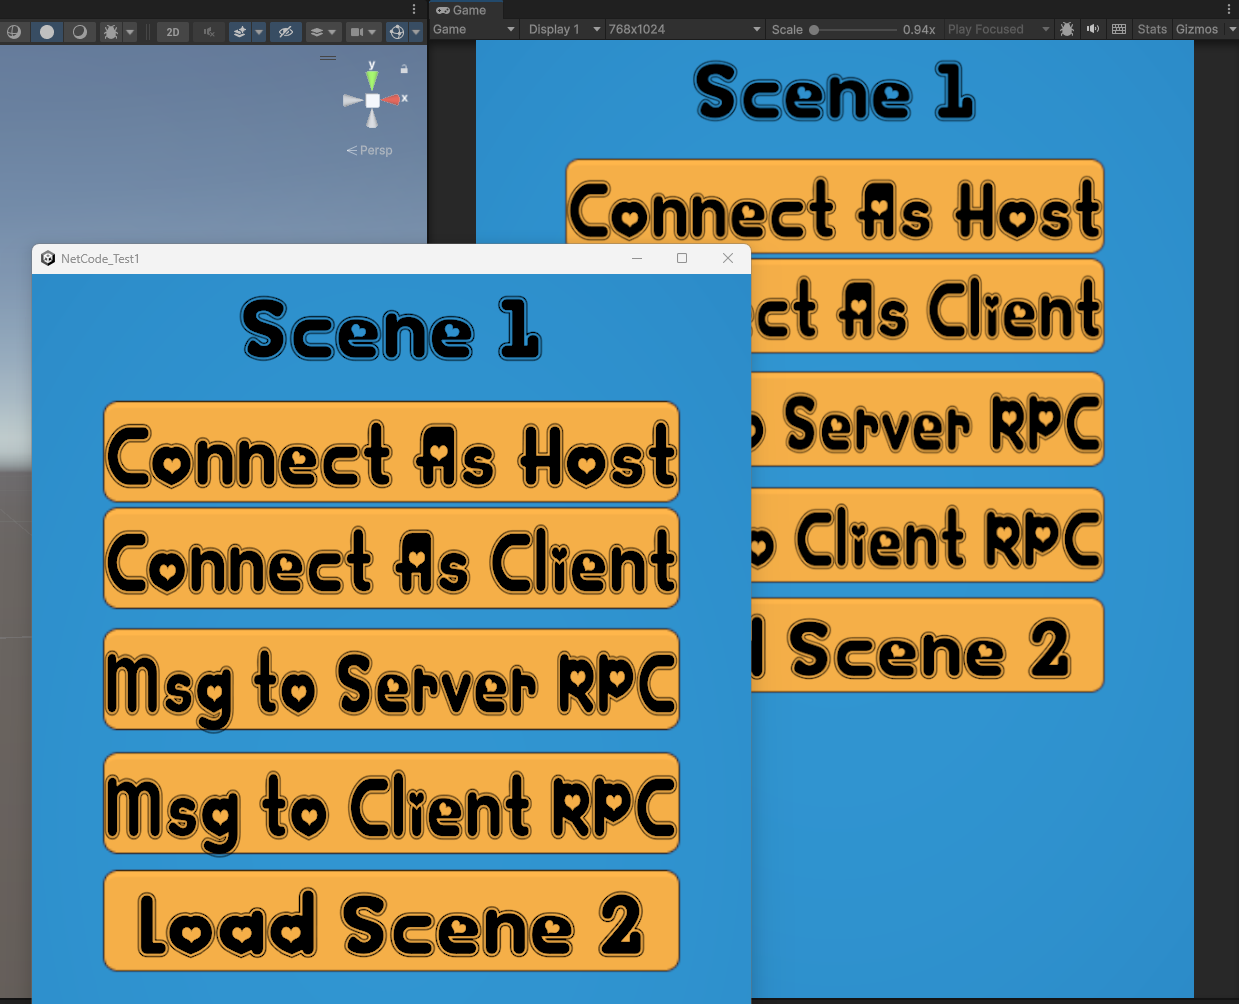 Game
2D
Game
Display 1
768x1024
Scale
0.94x
Play Focused
Stats
Gizmos
y
x
Persp
Scene 1
Connect As Host
ct As Client
Server RPC
Client RPC
Scene 2
NetCode_Test1
Scene 1
Connect As Host
Connect As Client
Msg to Server RPC
Msg to Client RPC
Load Scene 2